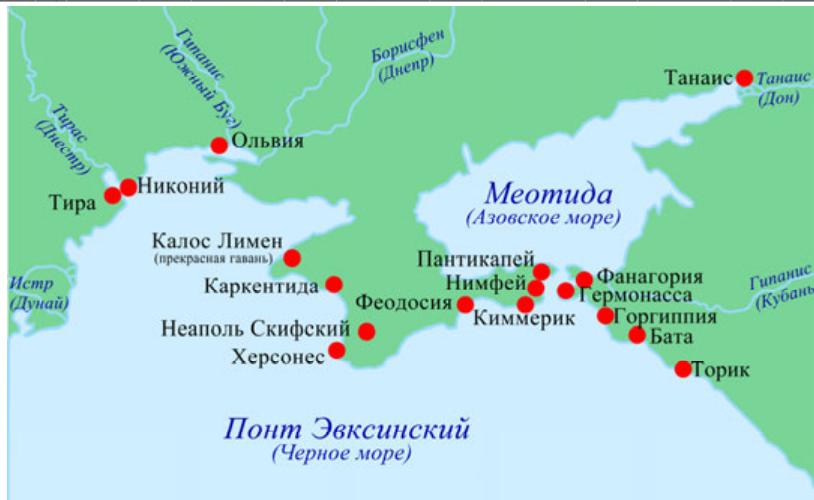 Гипанис
(Южный Буг)
Борисфен
(Днепр)
Танаис
Танаис
(Дон)
Тирас
(Днестр)
Ольвия
Никоний
Тира
Меотида
(Азовское море)
Калос Лимен
(прекрасная гавань)
Пантикапей
Истр
(Дунай)
Каркентида
Нимфей
Фанагория
Гипанис
(Кубань
Гермонасса
Феодосия
Киммерик
Горгиппия
Неаполь Скифский
Бата
Херсонес
Торик
Понт Эвксинский
(Черное море)